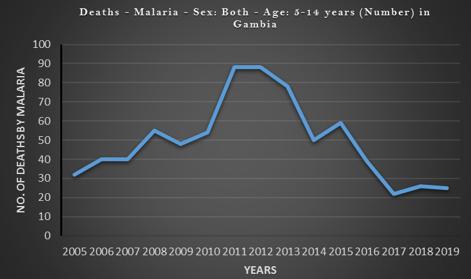 Deaths - Malaria - Sex: Both - Age: 5-14 years (Number) in
Gambia
NO. OF DEATHS BY MALARIA
100
90
80
70
60
50
40
30
20
10
0
2005 2006 2007 2008 2009 2010 2011 2012 2013 2014 2015 2016 2017 2018 2019
YEARS